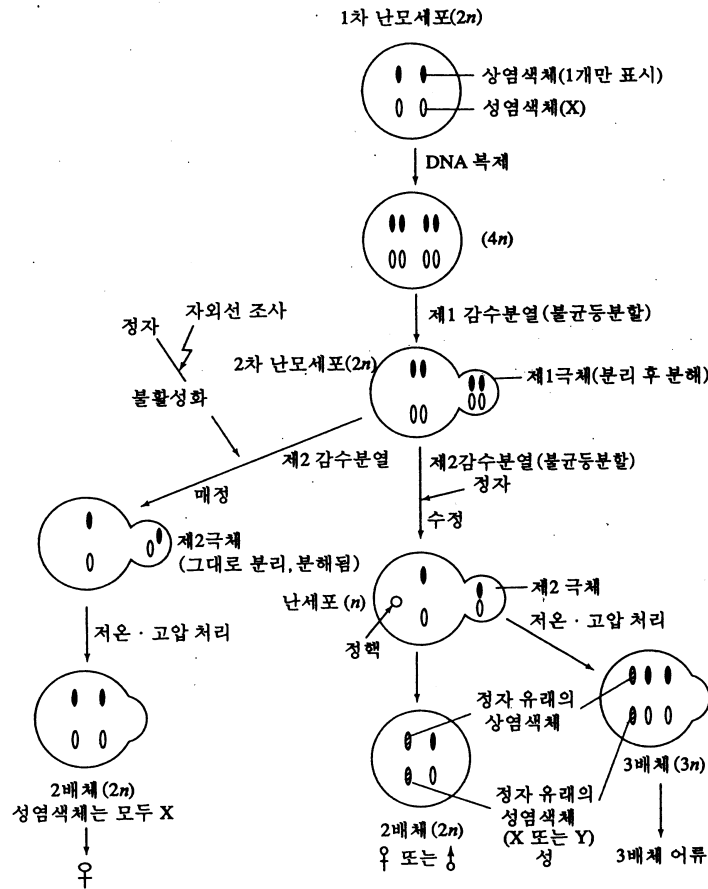 1차 난모세포(2n)
상염색체(1개만 표시)
성염색체(X)
DNA 복제
(4n)
제1 감수분열(불균등분할)
자외선 조사
정자
불활성화
2차 난모세포(2n)
제1극체(분리 후 분해)
제2 감수분열
매정
제2감수분열(불균등분할)
정자
수정
제2극체
(그대로 분리, 분해됨)
난세포 (n)
정핵
제2 극체
저온 · 고압 처리
저온 · 고압 처리
정자 유래의
상염색체
2배체 (2n)
성염색체는 모두 X
♀
정자 유래의
성염색체
(X 또는 Y)
성
2배체 (2n)
♀ 또는 ♂
3배체 (3n)
3배체 어류